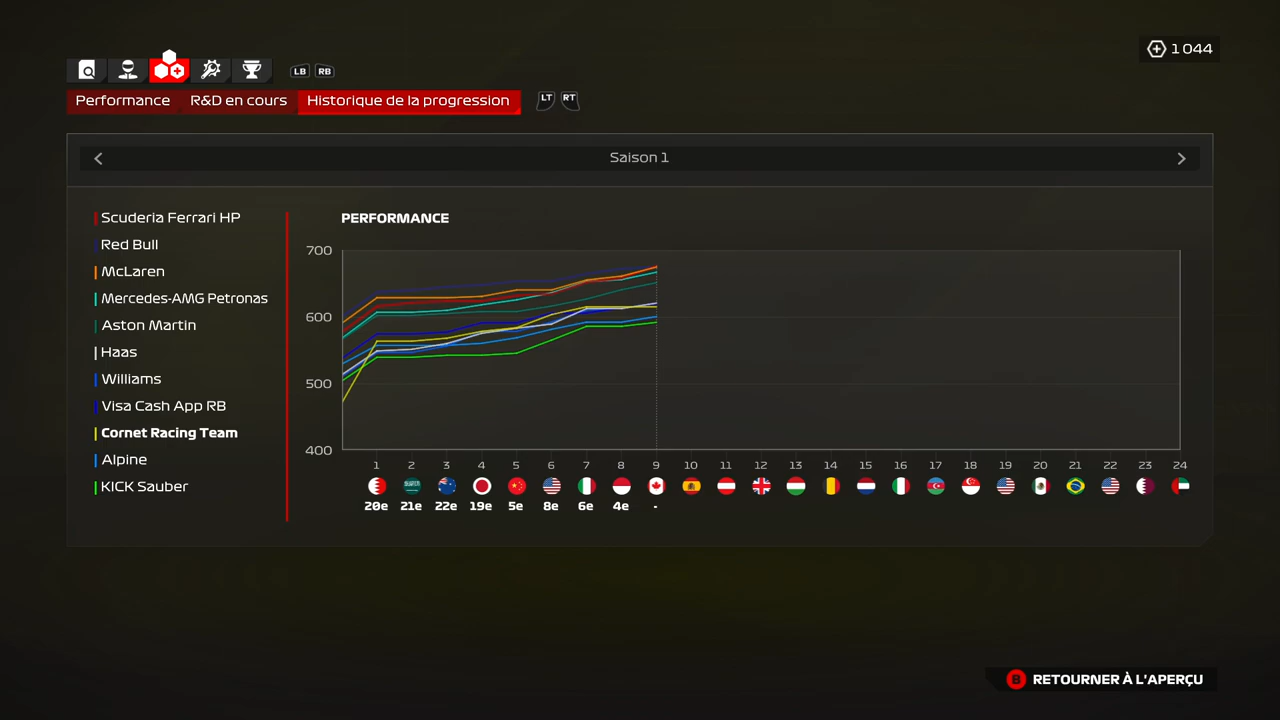 1 044
LB RB
Performance R&D en cours Historique de la progression LT RT
Saison 1
Scuderia Ferrari HP
Red Bull
McLaren
Mercedes-AMG Petronas
Aston Martin
Haas
Williams
Visa Cash App RB
Cornet Racing Team
Alpine
KICK Sauber
PERFORMANCE
700
600
500
400
1 2 3 4 5 6 7 8 9 10 11 12 13 14 15 16 17 18 19 20 21 22 23 24
20e 21e 22e 19e 5e 8e 6e 4e -
B RETOURNER À L'APERÇU